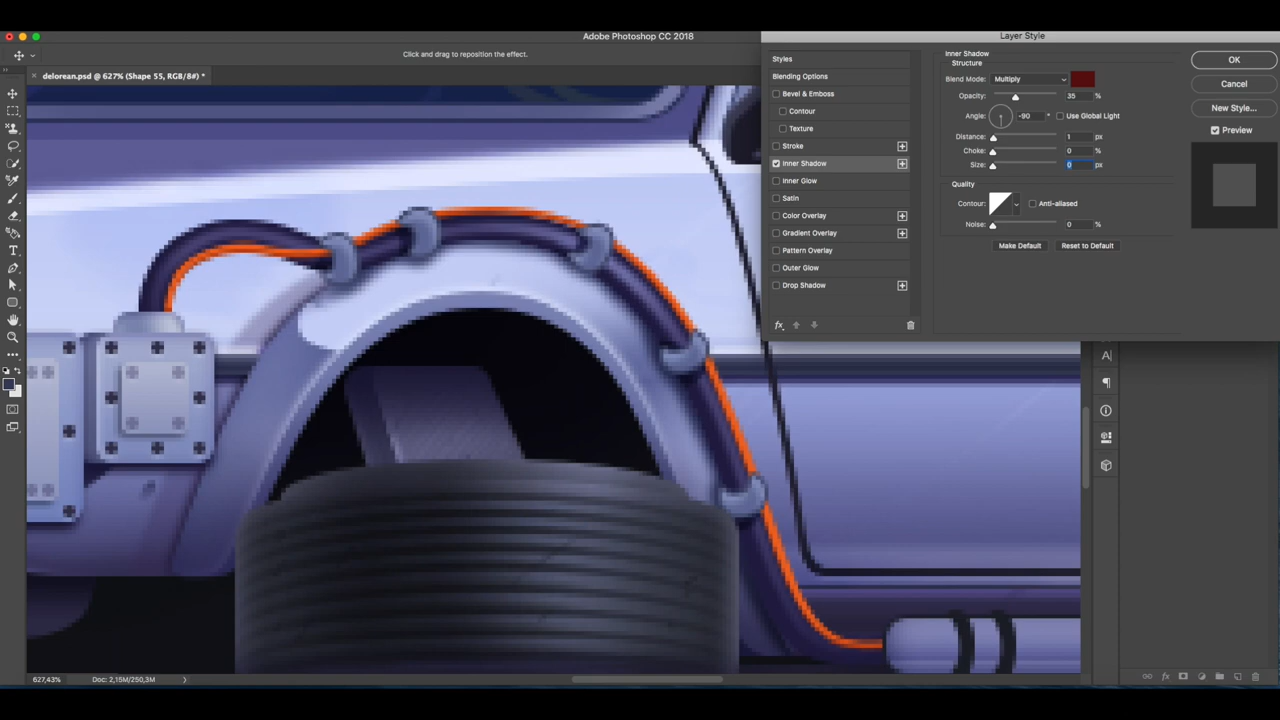 Adobe Photoshop CC 2018
Layer Style
Click and drag to reposition the effect.
× delorean.psd @ 627% (Shape 55, RGB/8#) *
Styles
Blending Options
Bevel & Emboss
Contour
Texture
Stroke
Inner Shadow
Inner Glow
Satin
Color Overlay
Gradient Overlay
Pattern Overlay
Outer Glow
Drop Shadow
fx
Inner Shadow
Structure
Blend Mode: Multiply
Opacity: 35 %
Angle: -90 ° Use Global Light
Distance: 1 px
Choke: 0 %
Size: 0 px
Quality
Contour: Anti-aliased
Noise: 0 %
Make Default Reset to Default
OK
Cancel
New Style...
Preview
A|
627,43% Doc: 2,15M/250,3M
fx